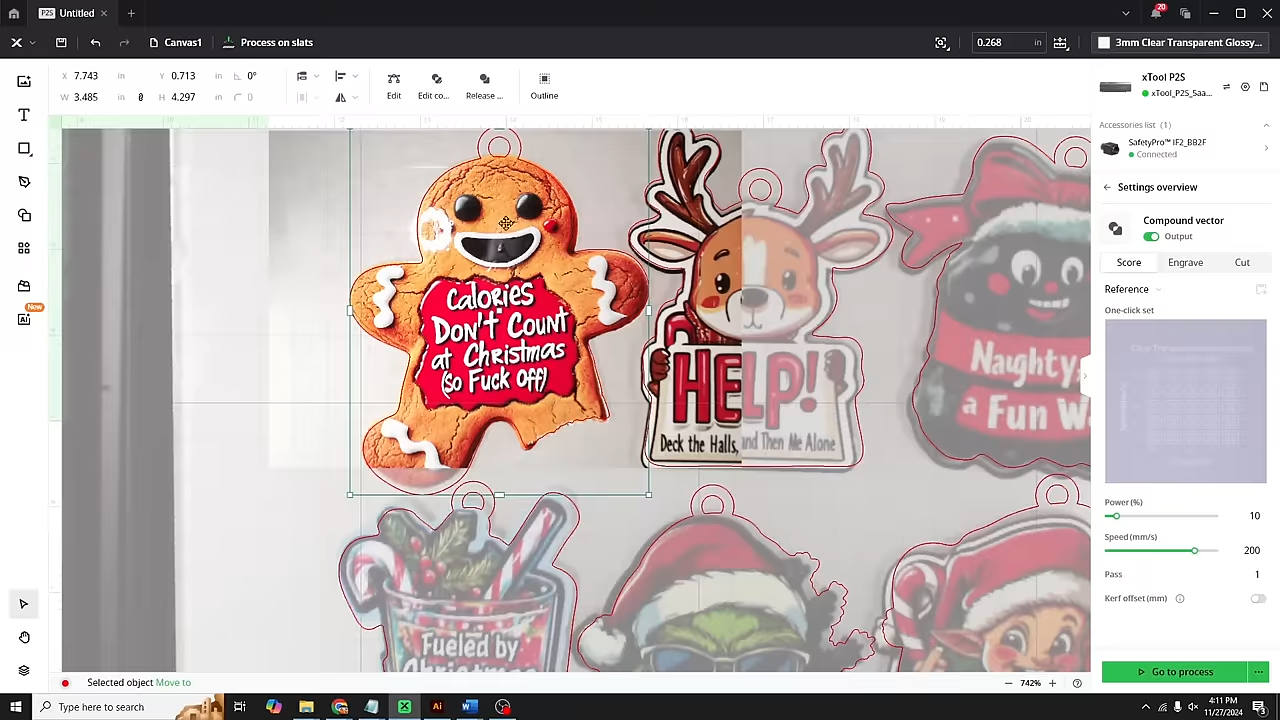 P2S Untitled
20
Canvas1
Process on slats
0.268 in
3mm Clear Transparent Glossy...
X 7.743 in Y 0.713 in 0°
W 3.485 in H 4.297 in 0
Edit Edit co... Release ... Outline
New
Calories
Don't Count
at Christmas
(So Fuck Off)
HELP!
Deck the Halls, and Then Me Alone
Naughty,
a Fun W
Fueled by
Christmas
xTool P2S
xTool_P2S_5aa...
Accessories list (1)
SafetyPro™ IF2_BB2F
Connected
Settings overview
Compound vector
Output
Score Engrave Cut
Reference
One-click set
Power(%)
10
Speed(mm/s)
200
Pass 1
Kerf offset(mm)
Go to process
Selected object Move to
742%
Type here to search
4:11 PM
11/27/2024